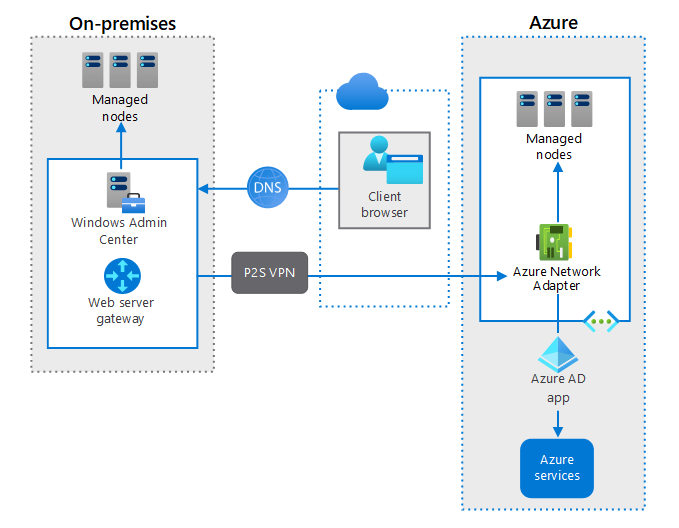 On-premises
Managed
nodes
Windows Admin
Center
Web server
gateway
DNS
P2S VPN
Client
browser
Azure
Managed
nodes
Azure Network
Adapter
Azure AD
app
Azure
services